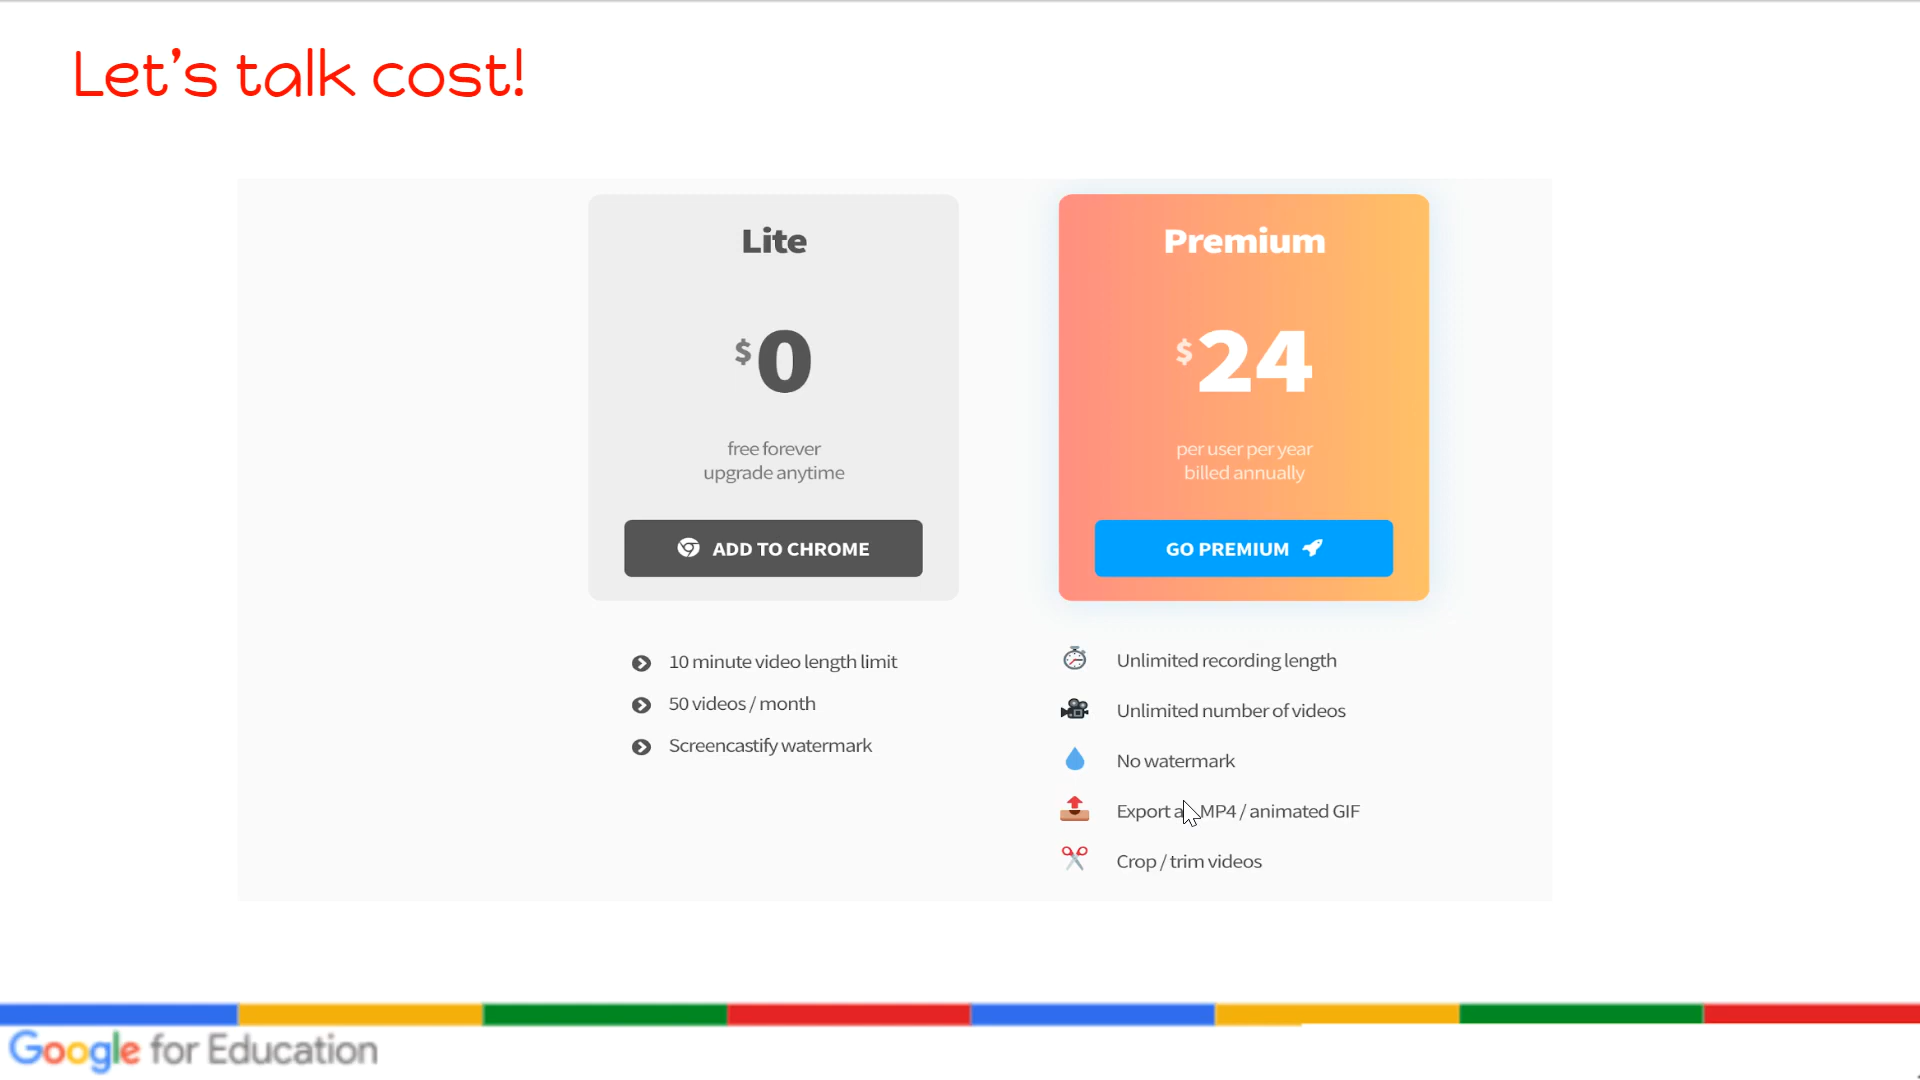 Let's talk cost!
Lite
$0
free forever
upgrade anytime
ADD TO CHROME
10 minute video length limit
50 videos / month
Screencastify watermark
Premium
$24
per user per year
billed annually
GO PREMIUM
Unlimited recording length
Unlimited number of videos
No watermark
Export a MP4 / animated GIF
Crop / trim videos
Google for Education